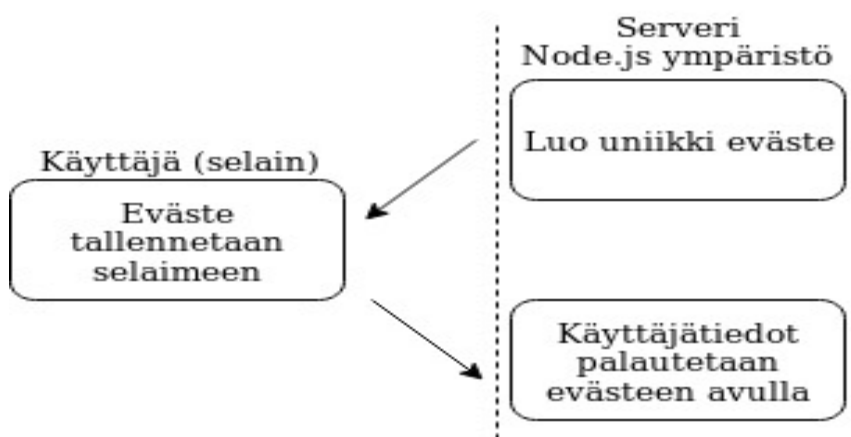 Serveri
Node.js ympäristö
Luo uniikki eväste
Käyttäjä (selain)
Eväste
tallennetaan
selaimeen
Käyttäjätiedot
palautetaan
evästeen avulla